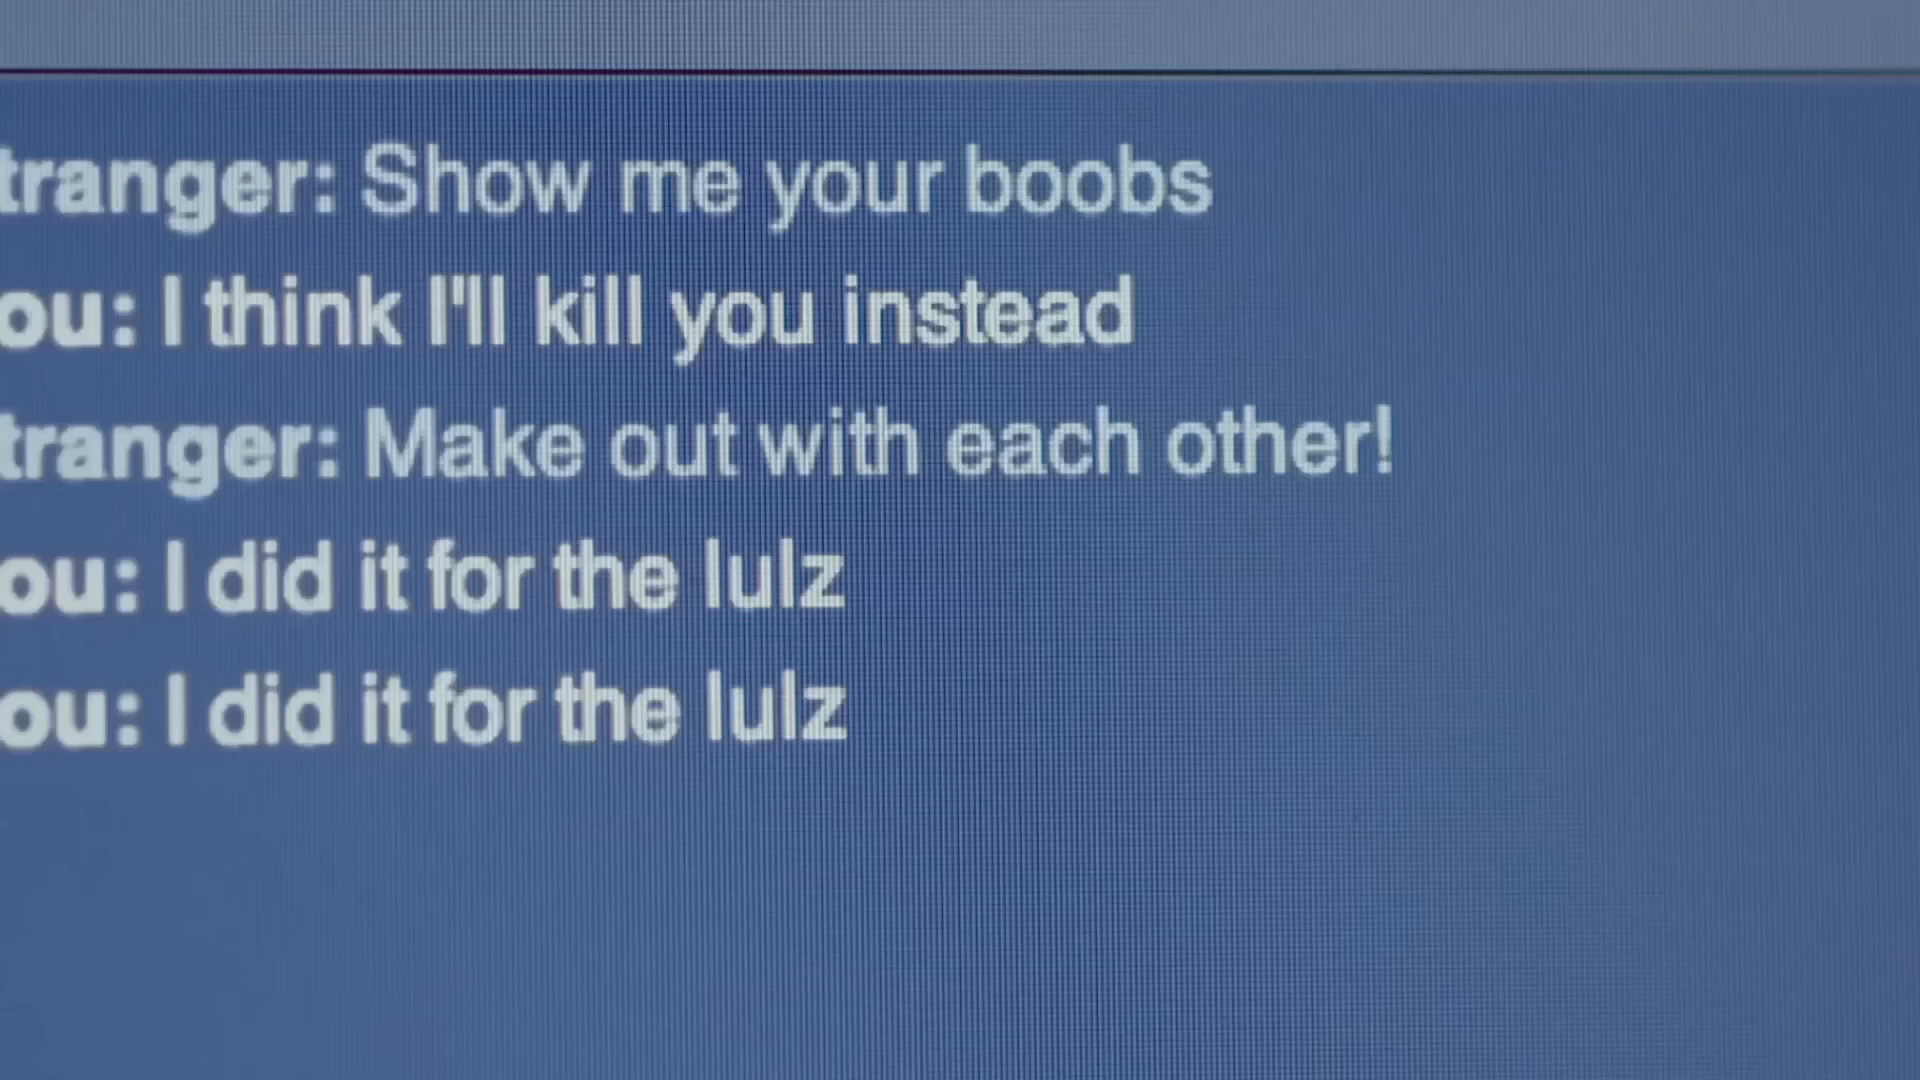 tranger: Show me your boobs
ou: I think I'll kill you instead
tranger: Make out with each other!
ou: I did it for the lulz
ou: I did it for the lulz